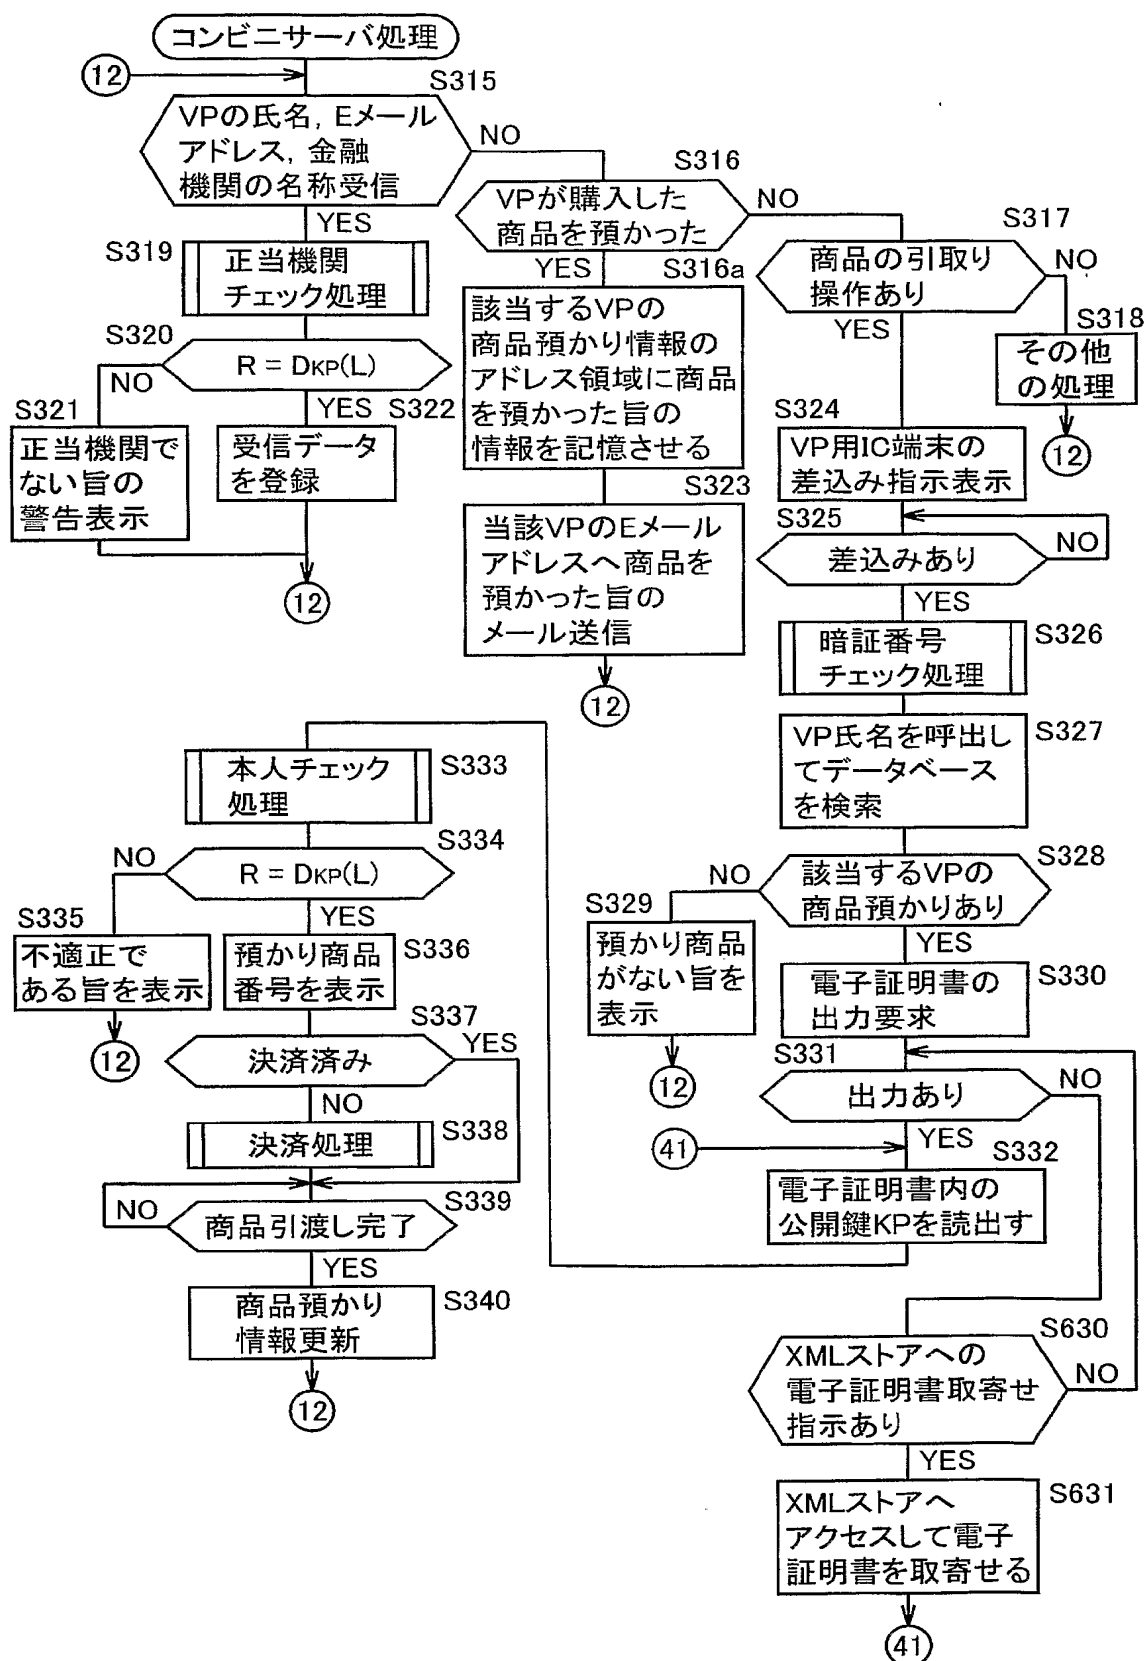 コンビニサーバ処理
12
S315
VPの氏名, Eメール
アドレス, 金融
機関の名称受信
NO
YES
S316
VPが購入した
商品を預かった
NO
YES
S317
商品の引取り
操作あり
NO
YES
S318
その他
の処理
12
S319
正当機関
チェック処理
S320
R = DKP(L)
NO
YES
S321
正当機関で
ない旨の
警告表示
S322
受信データ
を登録
12
S316a
該当するVPの
商品預かり情報の
アドレス領域に商品
を預かった旨の
情報を記憶させる
S323
当該VPのEメール
アドレスへ商品を
預かった旨の
メール送信
12
S324
VP用IC端末の
差込み指示表示
S325
差込みあり
NO
YES
S326
暗証番号
チェック処理
S327
VP氏名を呼出し
てデータベース
を検索
S328
該当するVPの
商品預かりあり
NO
YES
S329
預かり商品
がない旨を
表示
12
S330
電子証明書の
出力要求
S331
出力あり
NO
YES
41
S332
電子証明書内の
公開鍵KPを読出す
S333
本人チェック
処理
S334
R = DKP(L)
NO
YES
S335
不適正で
ある旨を表示
12
S336
預かり商品
番号を表示
S337
決済済み
YES
NO
S338
決済処理
S339
商品引渡し完了
NO
YES
S340
商品預かり
情報更新
12
S630
XMLストアへの
電子証明書取寄せ
指示あり
NO
YES
S631
XMLストアへ
アクセスして電子
証明書を取寄せる
41